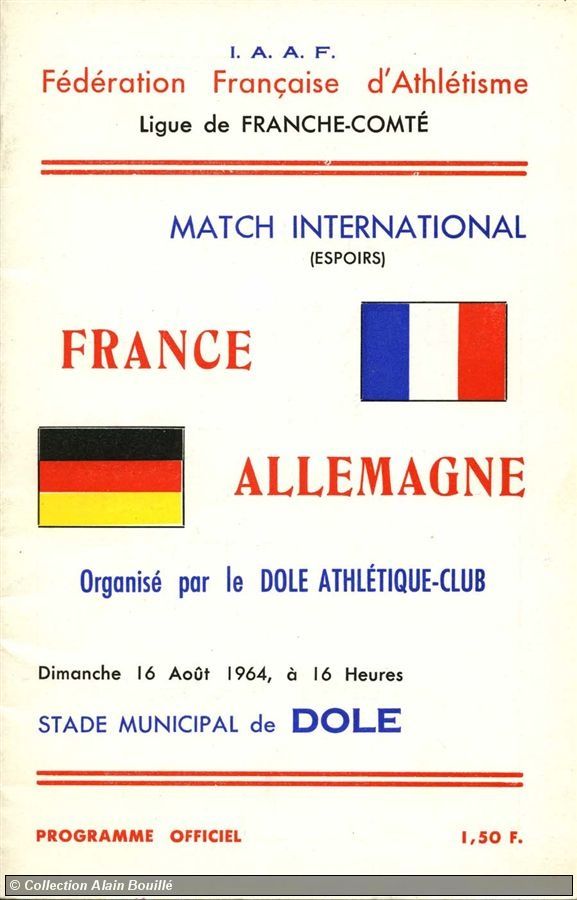 I. A. A. F.
Fédération Française d'Athlétisme
Ligue de FRANCHE-COMTÉ
MATCH INTERNATIONAL
(ESPOIRS)
FRANCE
ALLEMAGNE
Organisé par le DOLE ATHLÉTIQUE-CLUB
Dimanche 16 Août 1964, à 16 Heures
STADE MUNICIPAL de DOLE
PROGRAMME OFFICIEL 1,50 F.
© Collection Alain Bouillé